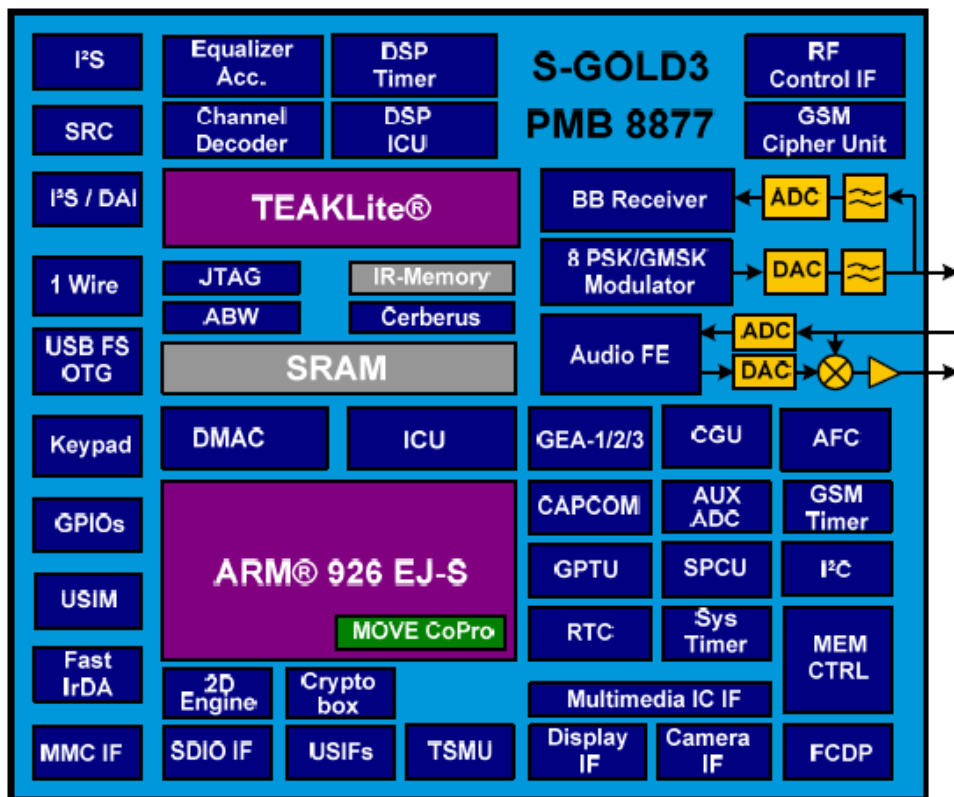 I²S
Equalizer
Acc.
DSP
Timer
S-GOLD3
RF
Control IF
SRC
Channel
Decoder
DSP
ICU
PMB 8877
GSM
Cipher Unit
I²S / DAI
TEAKLite®
BB Receiver
ADC
1 Wire
JTAG
IR-Memory
8 PSK/GMSK
Modulator
DAC
ABW
Cerberus
USB FS
OTG
SRAM
Audio FE
ADC
DAC
Keypad
DMAC
ICU
GEA-1/2/3
CGU
AFC
GPIOs
ARM® 926 EJ-S
CAPCOM
AUX
ADC
GSM
Timer
GPTU
SPCU
I²C
USIM
MOVE CoPro
RTC
Sys
Timer
MEM
CTRL
Fast
IrDA
2D
Engine
Crypto
box
Multimedia IC IF
MMC IF
SDIO IF
USIFs
TSMU
Display
IF
Camera
IF
FCDP